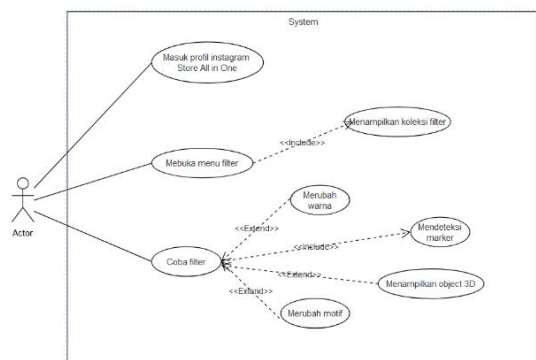 System
Masuk profil instagram
Store All in One
Menampilkan koleksi filter
<<Include>>
Mebuka menu filter
Merubah
warna
Actor
<<Extend>>
Mendeteksi
marker
<<Include>>
Coba filter
<<Extend>>
Menampilkan object 3D
<<Extend>>
Merubah motif